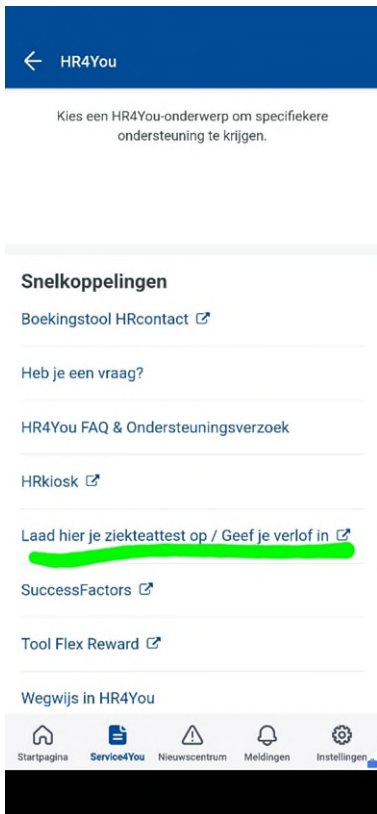 HR4You
Kies een HR4You-onderwerp om specifiekere
ondersteuning te krijgen.
Snelkoppelingen
Boekingstool HRcontact
Heb je een vraag?
HR4You FAQ & Ondersteuningsverzoek
HRkiosk
Laad hier je ziekteattest op / Geef je verlof in
SuccessFactors
Tool Flex Reward
Wegwijs in HR4You
Startpagina Service4You Nieuwscentrum Meldingen Instellingen